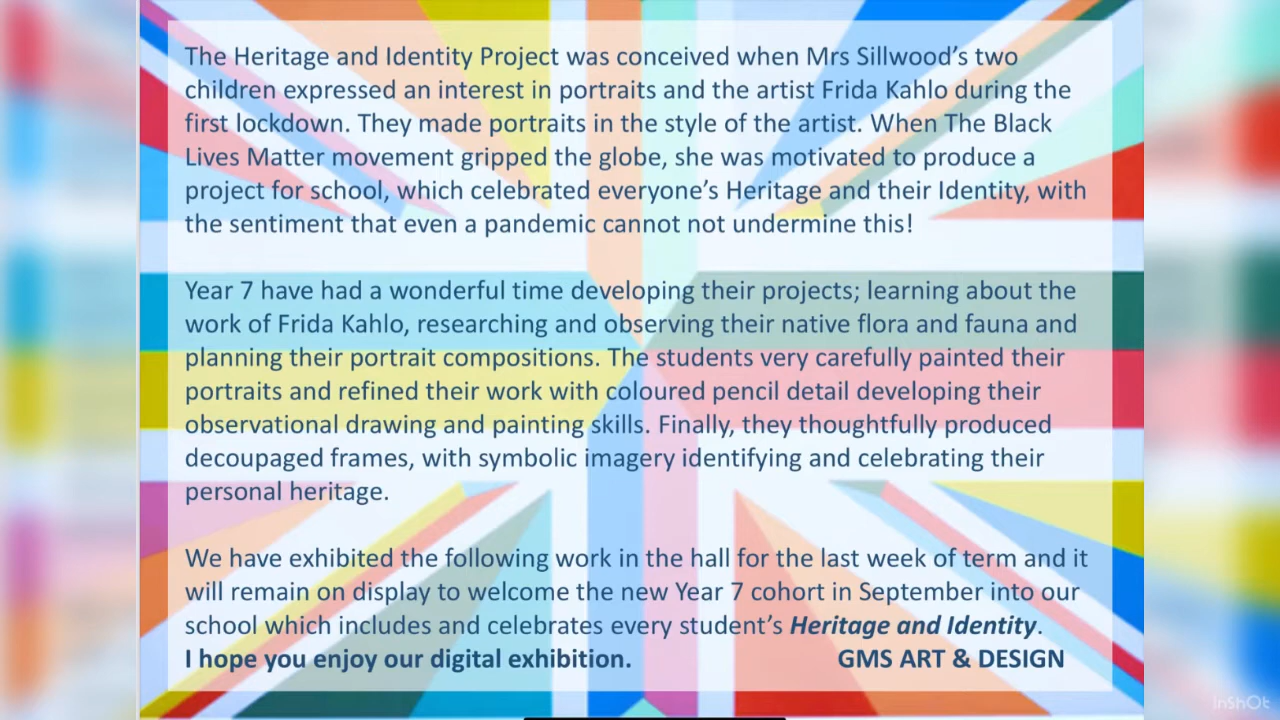 The Heritage and Identity Project was conceived when Mrs Sillwood’s two
children expressed an interest in portraits and the artist Frida Kahlo during the
first lockdown. They made portraits in the style of the artist. When The Black
Lives Matter movement gripped the globe, she was motivated to produce a
project for school, which celebrated everyone’s Heritage and their Identity, with
the sentiment that even a pandemic cannot not undermine this!
Year 7 have had a wonderful time developing their projects; learning about the
work of Frida Kahlo, researching and observing their native flora and fauna and
planning their portrait compositions. The students very carefully painted their
portraits and refined their work with coloured pencil detail developing their
observational drawing and painting skills. Finally, they thoughtfully produced
decoupaged frames, with symbolic imagery identifying and celebrating their
personal heritage.
We have exhibited the following work in the hall for the last week of term and it
will remain on display to welcome the new Year 7 cohort in September into our
school which includes and celebrates every student’s Heritage and Identity.
I hope you enjoy our digital exhibition. GMS ART & DESIGN
InShOt